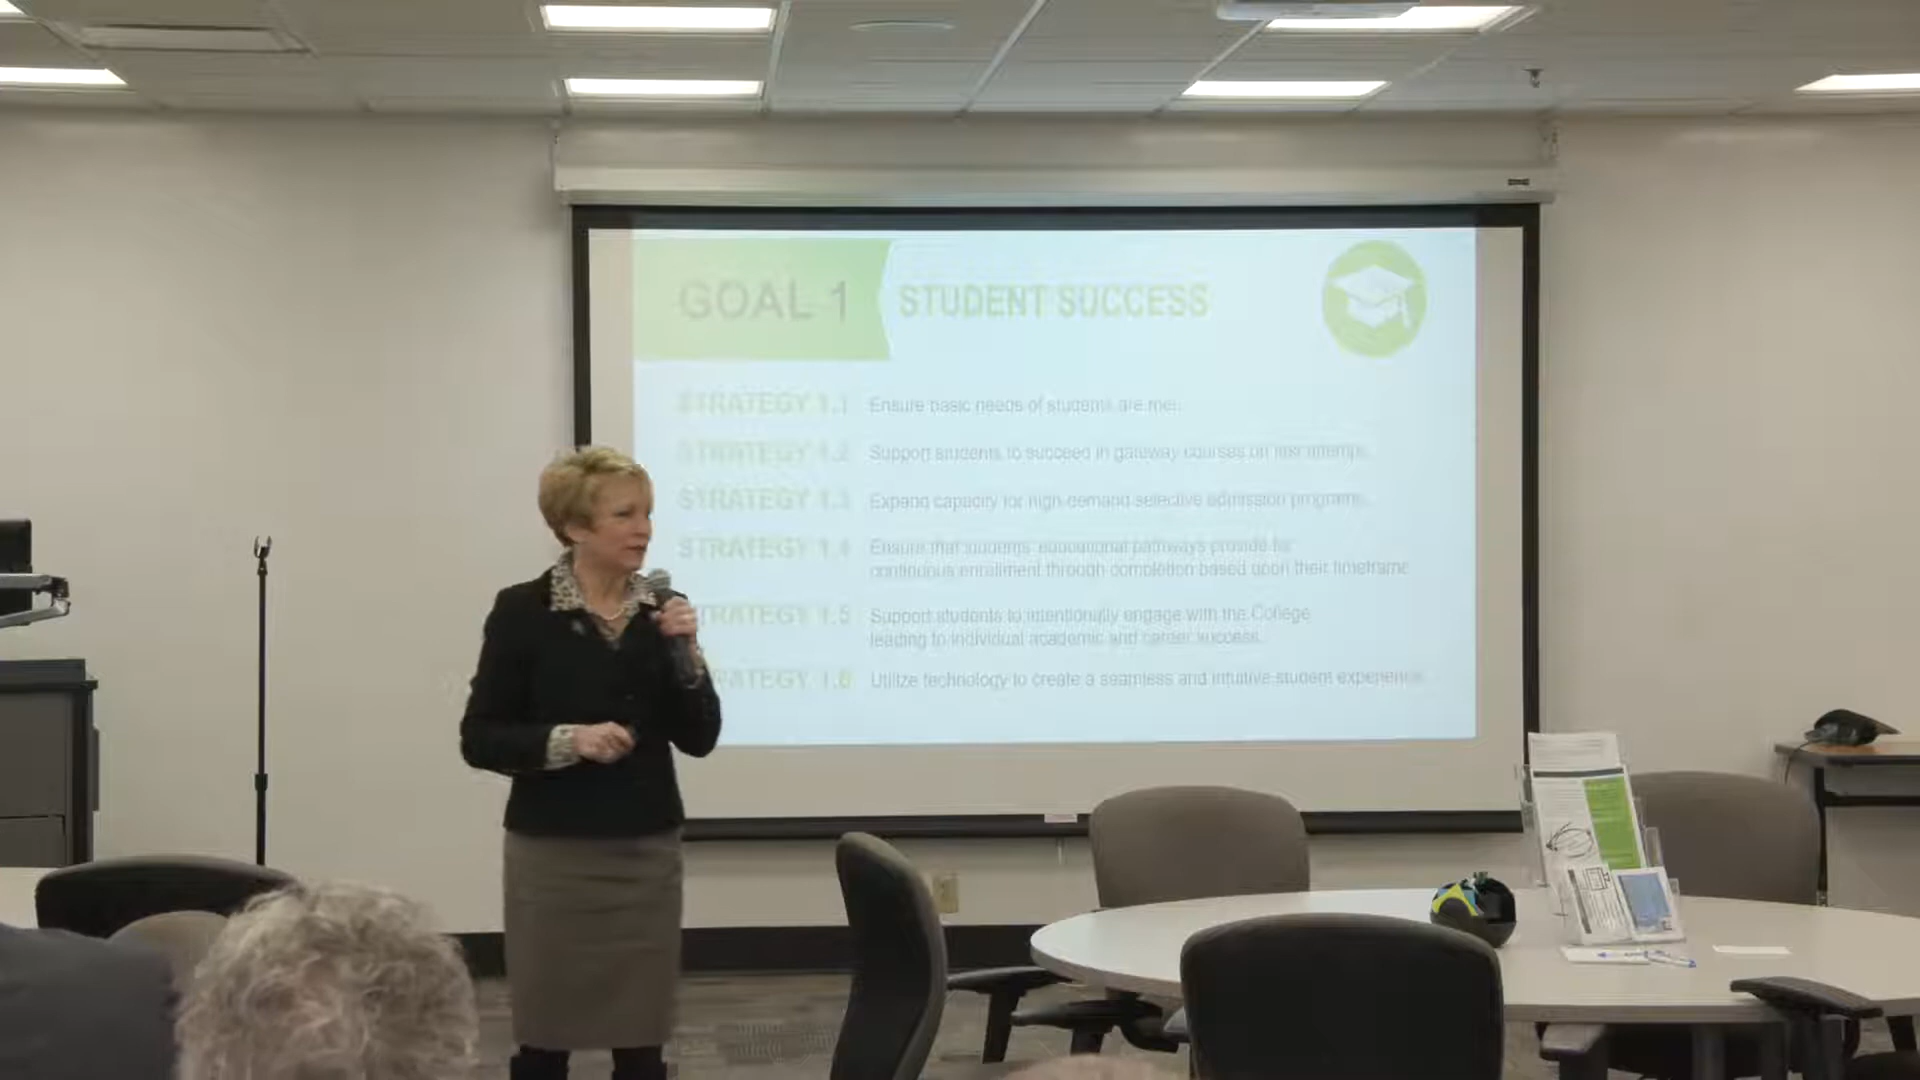 GOAL 1
STUDENT SUCCESS
STRATEGY 1.1 Ensure basic needs of students are met.
STRATEGY 1.2 Support students to succeed in gateway courses on first attempt.
STRATEGY 1.3 Expand capacity for high-demand selective admission programs.
STRATEGY 1.4 Ensure that students' educational pathways provide for
continuous enrollment through completion based upon their timeframe
TRATEGY 1.5 Support students to intentionally engage with the College
leading to individual academic and career success.
RATEGY 1.6 Utilize technology to create a seamless and intuitive student experience.